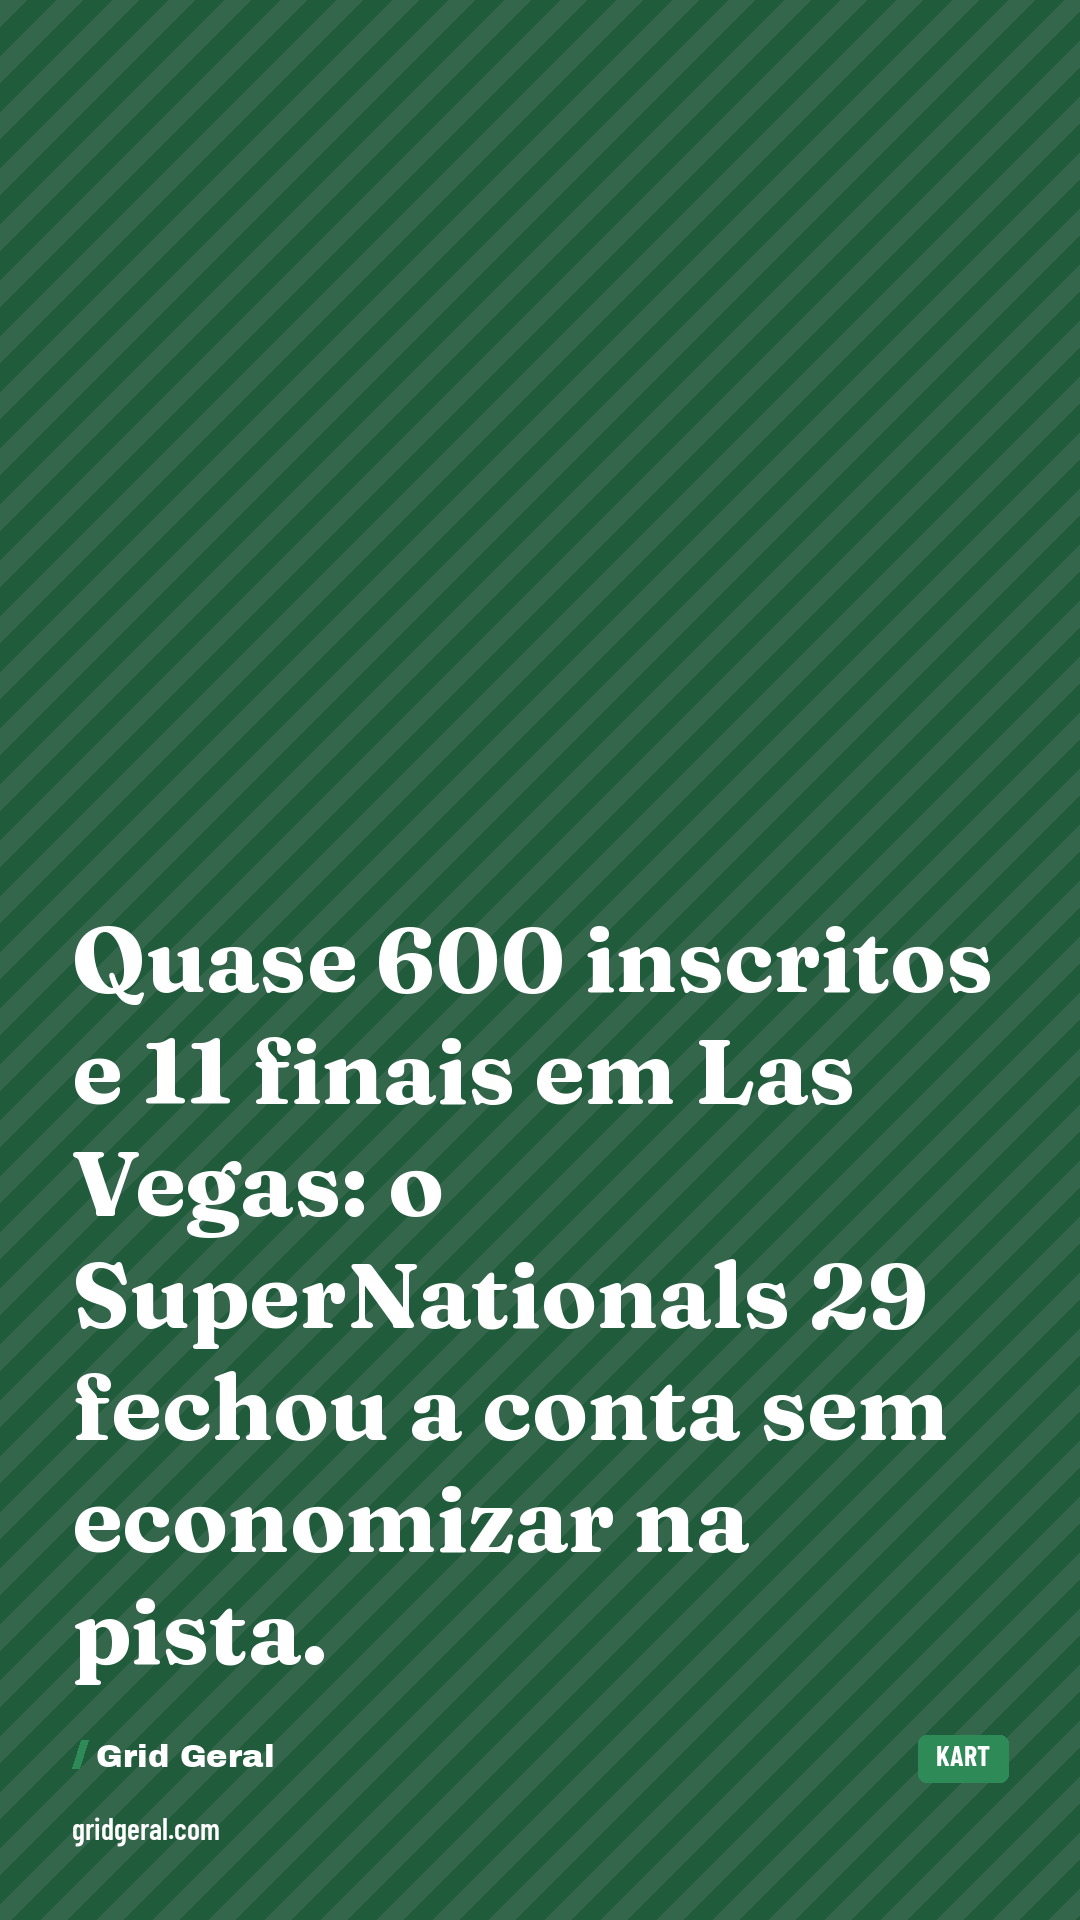 Quase 600 inscritos
e 11 finais em Las
Vegas: o
SuperNationals 29
fechou a conta sem
economizar na
pista.
/ Grid Geral
KART
gridgeral.com